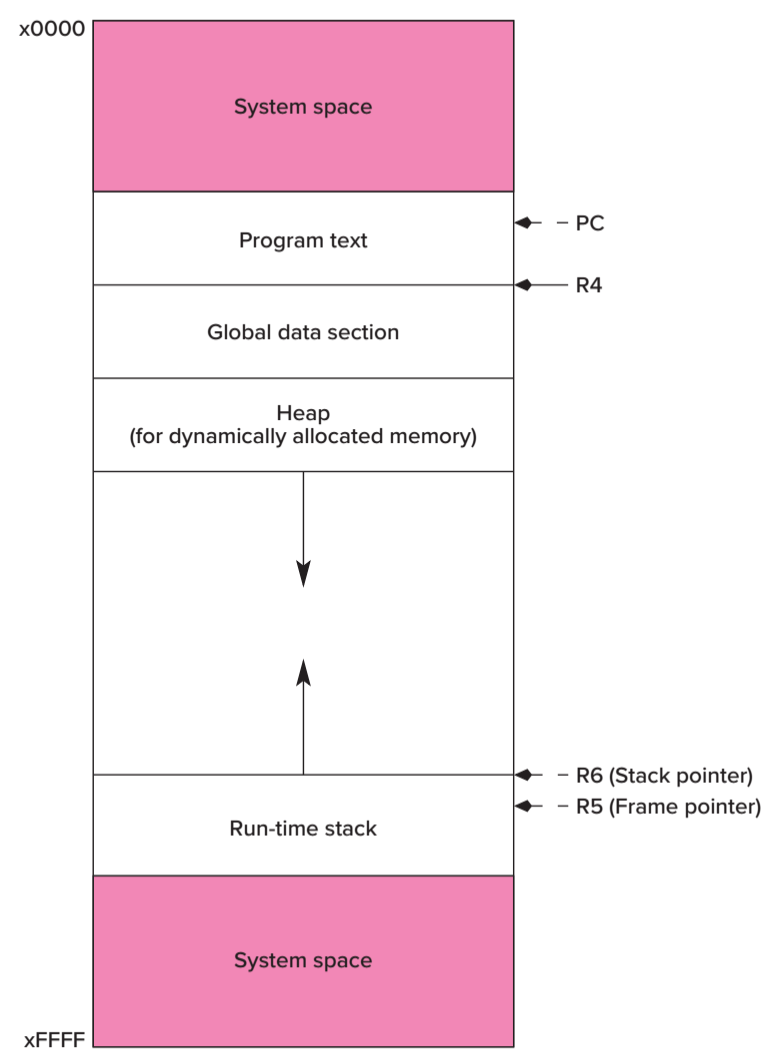 x0000
System space
PC
Program text
R4
Global data section
Heap
(for dynamically allocated memory)
R6 (Stack pointer)
R5 (Frame pointer)
Run-time stack
System space
xFFFF